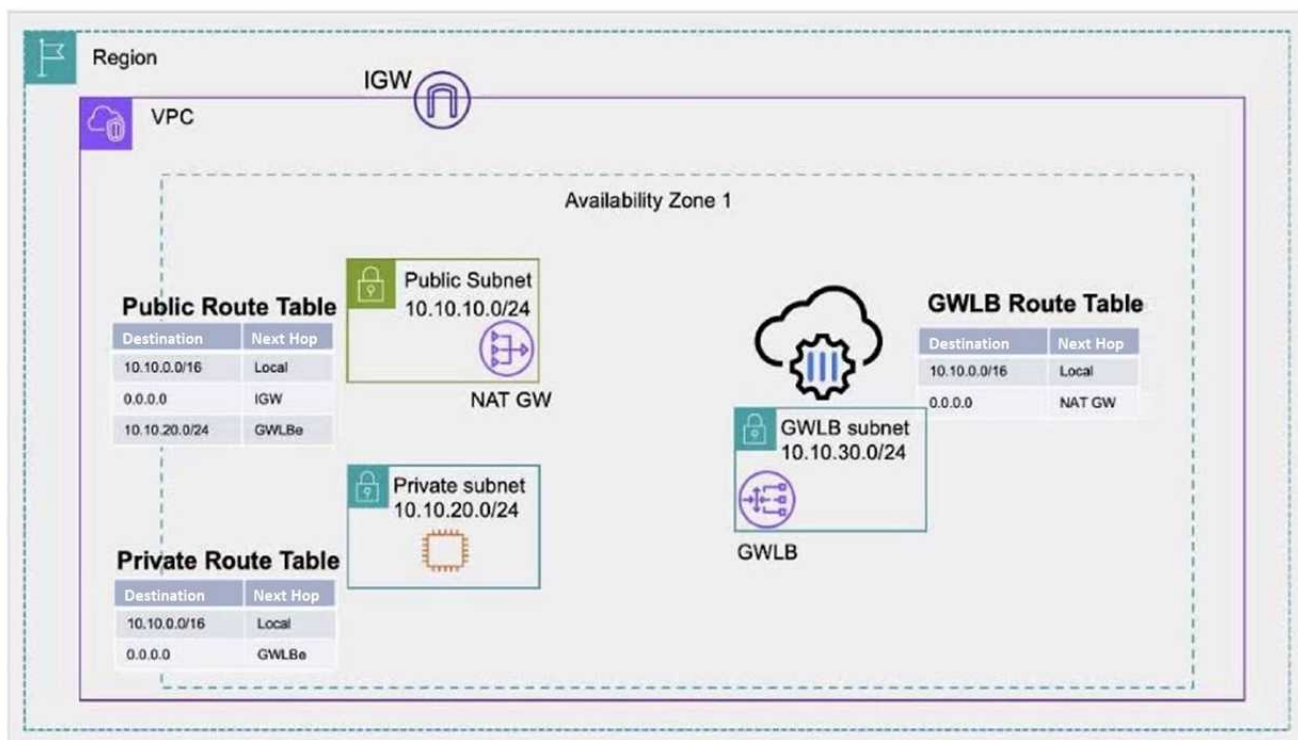 Region
IGW
VPC
Availability Zone 1
Public Subnet
10.10.10.0/24
NAT GW
Public Route Table
Destination Next Hop
10.10.0.0/16 Local
0.0.0.0 IGW
10.10.20.0/24 GWLBe
GWLB Route Table
Destination Next Hop
10.10.0.0/16 Local
0.0.0.0 NAT GW
GWLB subnet
10.10.30.0/24
GWLB
Private subnet
10.10.20.0/24
Private Route Table
Destination Next Hop
10.10.0.0/16 Local
0.0.0.0 GWLBe